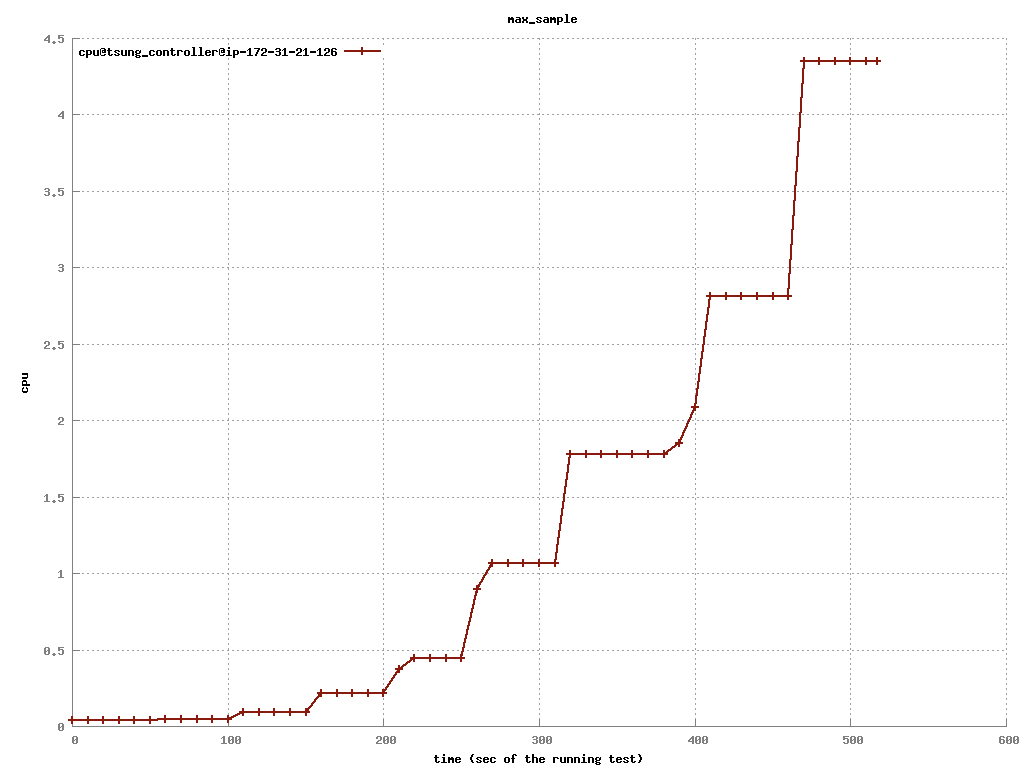 max_sample
cpu@tsung_controller@ip-172-31-21-126
4.5
4
3.5
3
2.5
2
1.5
1
0.5
0
cpu
0 100 200 300 400 500 600
time (sec of the running test)